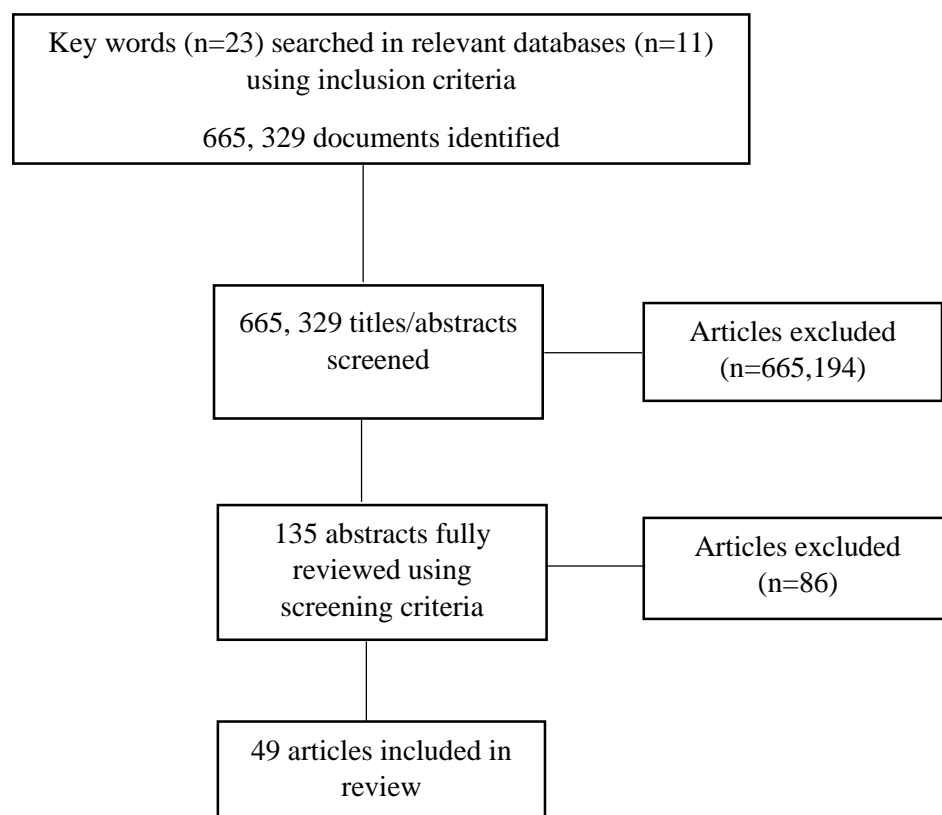 Key words (n=23) searched in relevant databases (n=11)
using inclusion criteria
665, 329 documents identified
665, 329 titles/abstracts
screened
Articles excluded
(n=665,194)
135 abstracts fully
reviewed using
screening criteria
Articles excluded
(n=86)
49 articles included in
review